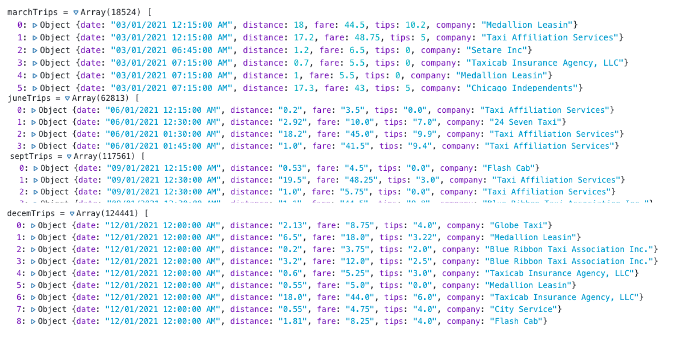 marchTrips = ▿Array(18524) [
0: ▹Object {date: "03/01/2021 12:15:00 AM", distance: 18, fare: 44.5, tips: 10.2, company: "Medallion Leasin"}
1: ▹Object {date: "03/01/2021 12:15:00 AM", distance: 17.2, fare: 48.75, tips: 5, company: "Taxi Affiliation Services"}
2: ▹Object {date: "03/01/2021 06:45:00 AM", distance: 1.2, fare: 6.5, tips: 0, company: "Setare Inc"}
3: ▹Object {date: "03/01/2021 07:15:00 AM", distance: 0.7, fare: 5.5, tips: 0, company: "Taxicab Insurance Agency, LLC"}
4: ▹Object {date: "03/01/2021 07:15:00 AM", distance: 1, fare: 5.5, tips: 0, company: "Medallion Leasin"}
5: ▹Object {date: "03/01/2021 07:15:00 AM", distance: 17.3, fare: 43, tips: 5, company: "Chicago Independents"}
juneTrips = ▿Array(62813) [
0: ▹Object {date: "06/01/2021 12:15:00 AM", distance: "0.2", fare: "3.5", tips: "0.0", company: "Taxi Affiliation Services"}
1: ▹Object {date: "06/01/2021 12:30:00 AM", distance: "2.92", fare: "10.0", tips: "7.0", company: "24 Seven Taxi"}
2: ▹Object {date: "06/01/2021 01:30:00 AM", distance: "18.2", fare: "45.0", tips: "9.9", company: "Taxi Affiliation Services"}
3: ▹Object {date: "06/01/2021 01:45:00 AM", distance: "1.0", fare: "41.5", tips: "9.4", company: "Taxi Affiliation Services"}
septTrips = ▿Array(117561) [
0: ▹Object {date: "09/01/2021 12:15:00 AM", distance: "0.53", fare: "4.5", tips: "0.0", company: "Flash Cab"}
1: ▹Object {date: "09/01/2021 12:30:00 AM", distance: "19.5", fare: "48.25", tips: "3.0", company: "Taxi Affiliation Services"}
2: ▹Object {date: "09/01/2021 12:30:00 AM", distance: "1.0", fare: "5.75", tips: "0.0", company: "Taxi Affiliation Services"}
decemTrips = ▿Array(124441) [
0: ▹Object {date: "12/01/2021 12:00:00 AM", distance: "2.13", fare: "8.75", tips: "4.0", company: "Globe Taxi"}
1: ▹Object {date: "12/01/2021 12:00:00 AM", distance: "6.5", fare: "18.0", tips: "3.22", company: "Medallion Leasin"}
2: ▹Object {date: "12/01/2021 12:00:00 AM", distance: "0.2", fare: "3.75", tips: "2.0", company: "Blue Ribbon Taxi Association Inc."}
3: ▹Object {date: "12/01/2021 12:00:00 AM", distance: "3.2", fare: "12.0", tips: "2.5", company: "Blue Ribbon Taxi Association Inc."}
4: ▹Object {date: "12/01/2021 12:00:00 AM", distance: "0.6", fare: "5.25", tips: "3.0", company: "Taxicab Insurance Agency, LLC"}
5: ▹Object {date: "12/01/2021 12:00:00 AM", distance: "0.55", fare: "5.0", tips: "0.0", company: "Medallion Leasin"}
6: ▹Object {date: "12/01/2021 12:00:00 AM", distance: "18.0", fare: "44.0", tips: "6.0", company: "Taxicab Insurance Agency, LLC"}
7: ▹Object {date: "12/01/2021 12:00:00 AM", distance: "0.55", fare: "4.75", tips: "4.0", company: "City Service"}
8: ▹Object {date: "12/01/2021 12:00:00 AM", distance: "1.81", fare: "8.25", tips: "4.0", company: "Flash Cab"}